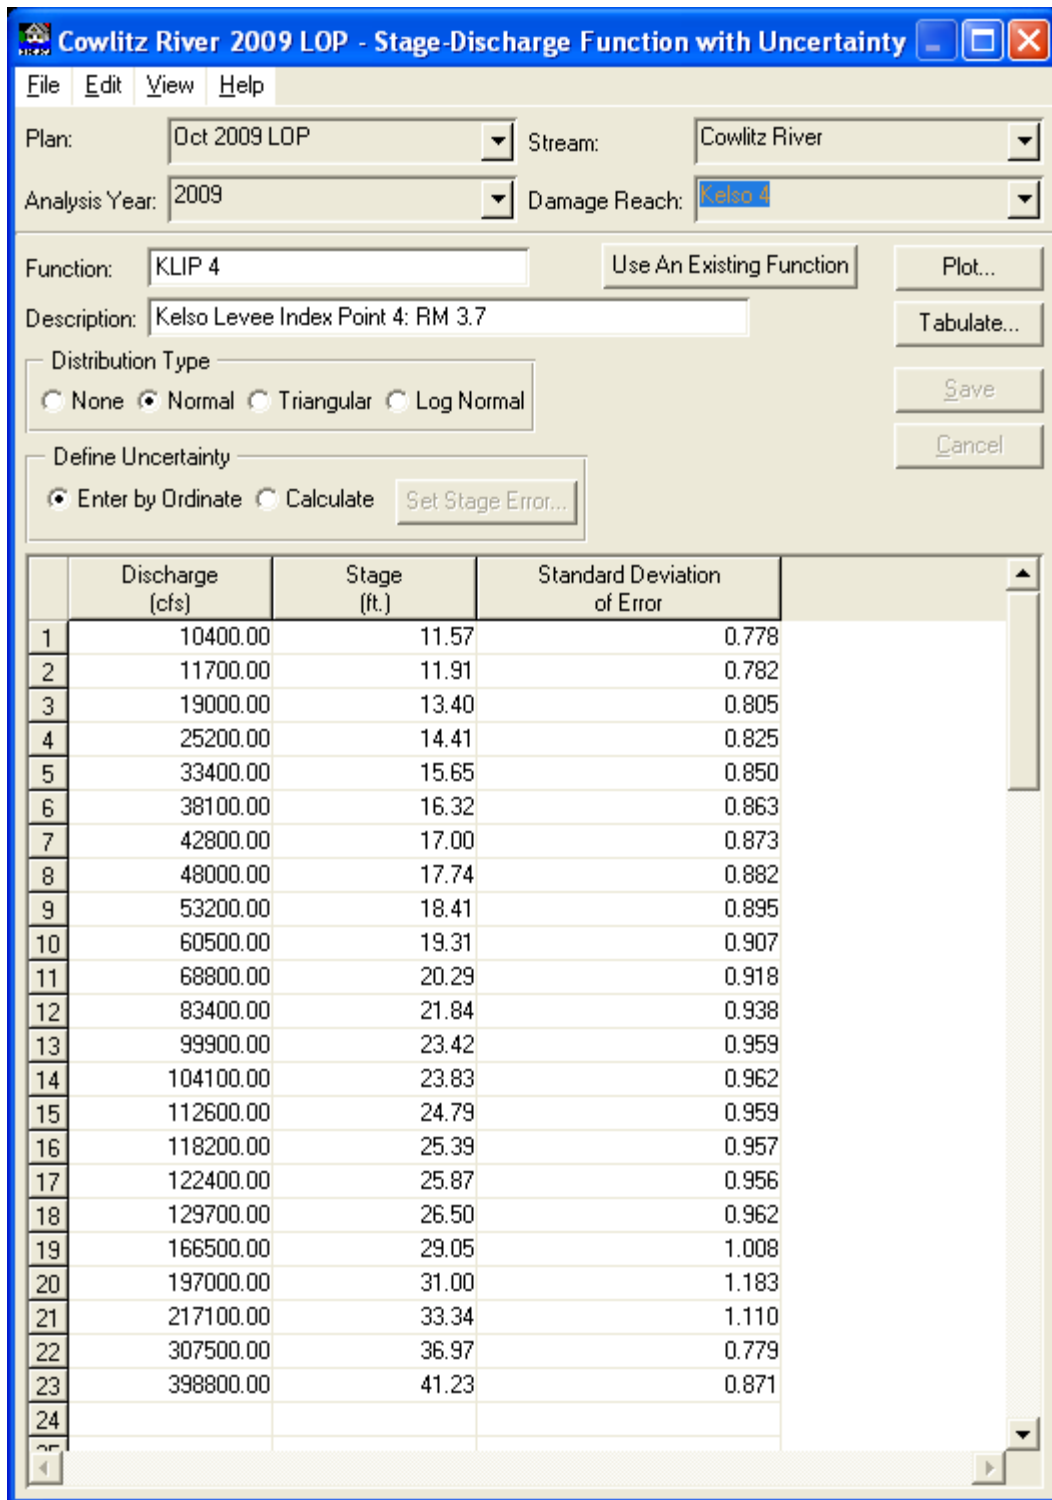 Cowlitz River 2009 LOP - Stage-Discharge Function with Uncertainty
File Edit View Help
Plan: Oct 2009 LOP Stream: Cowlitz River
Analysis Year: 2009 Damage Reach: Kelso 4
Function: KLIP 4 Use An Existing Function Plot...
Description: Kelso Levee Index Point 4: RM 3.7 Tabulate...
Distribution Type
None Normal Triangular Log Normal Save
Define Uncertainty Cancel
Enter by Ordinate Calculate Set Stage Error...
Discharge (cfs) Stage (ft.) Standard Deviation of Error
1 10400.00 11.57 0.778
2 11700.00 11.91 0.782
3 19000.00 13.40 0.805
4 25200.00 14.41 0.825
5 33400.00 15.65 0.850
6 38100.00 16.32 0.863
7 42800.00 17.00 0.873
8 48000.00 17.74 0.882
9 53200.00 18.41 0.895
10 60500.00 19.31 0.907
11 68800.00 20.29 0.918
12 83400.00 21.84 0.938
13 99900.00 23.42 0.959
14 104100.00 23.83 0.962
15 112600.00 24.79 0.959
16 118200.00 25.39 0.957
17 122400.00 25.87 0.956
18 129700.00 26.50 0.962
19 166500.00 29.05 1.008
20 197000.00 31.00 1.183
21 217100.00 33.34 1.110
22 307500.00 36.97 0.779
23 398800.00 41.23 0.871
24